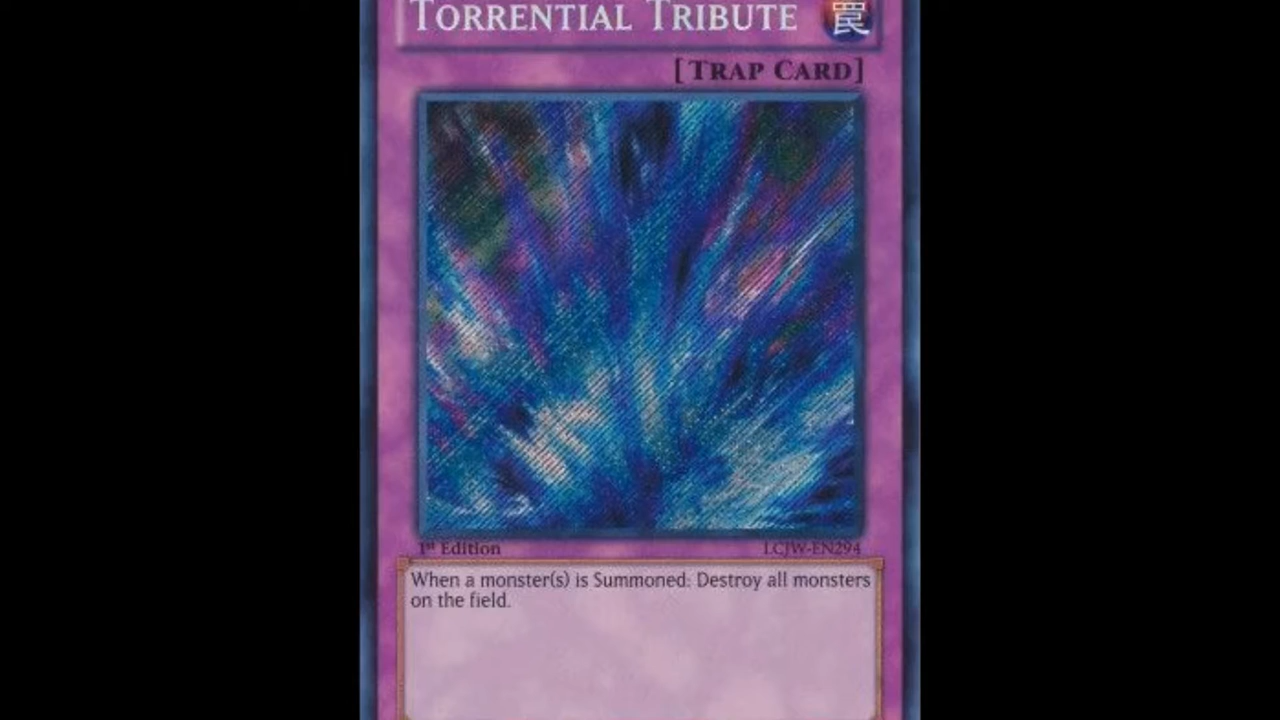 TORRENTIAL TRIBUTE 罠
[TRAP CARD]
1st Edition LCJW-EN294
When a monster(s) is Summoned: Destroy all monsters
on the field.